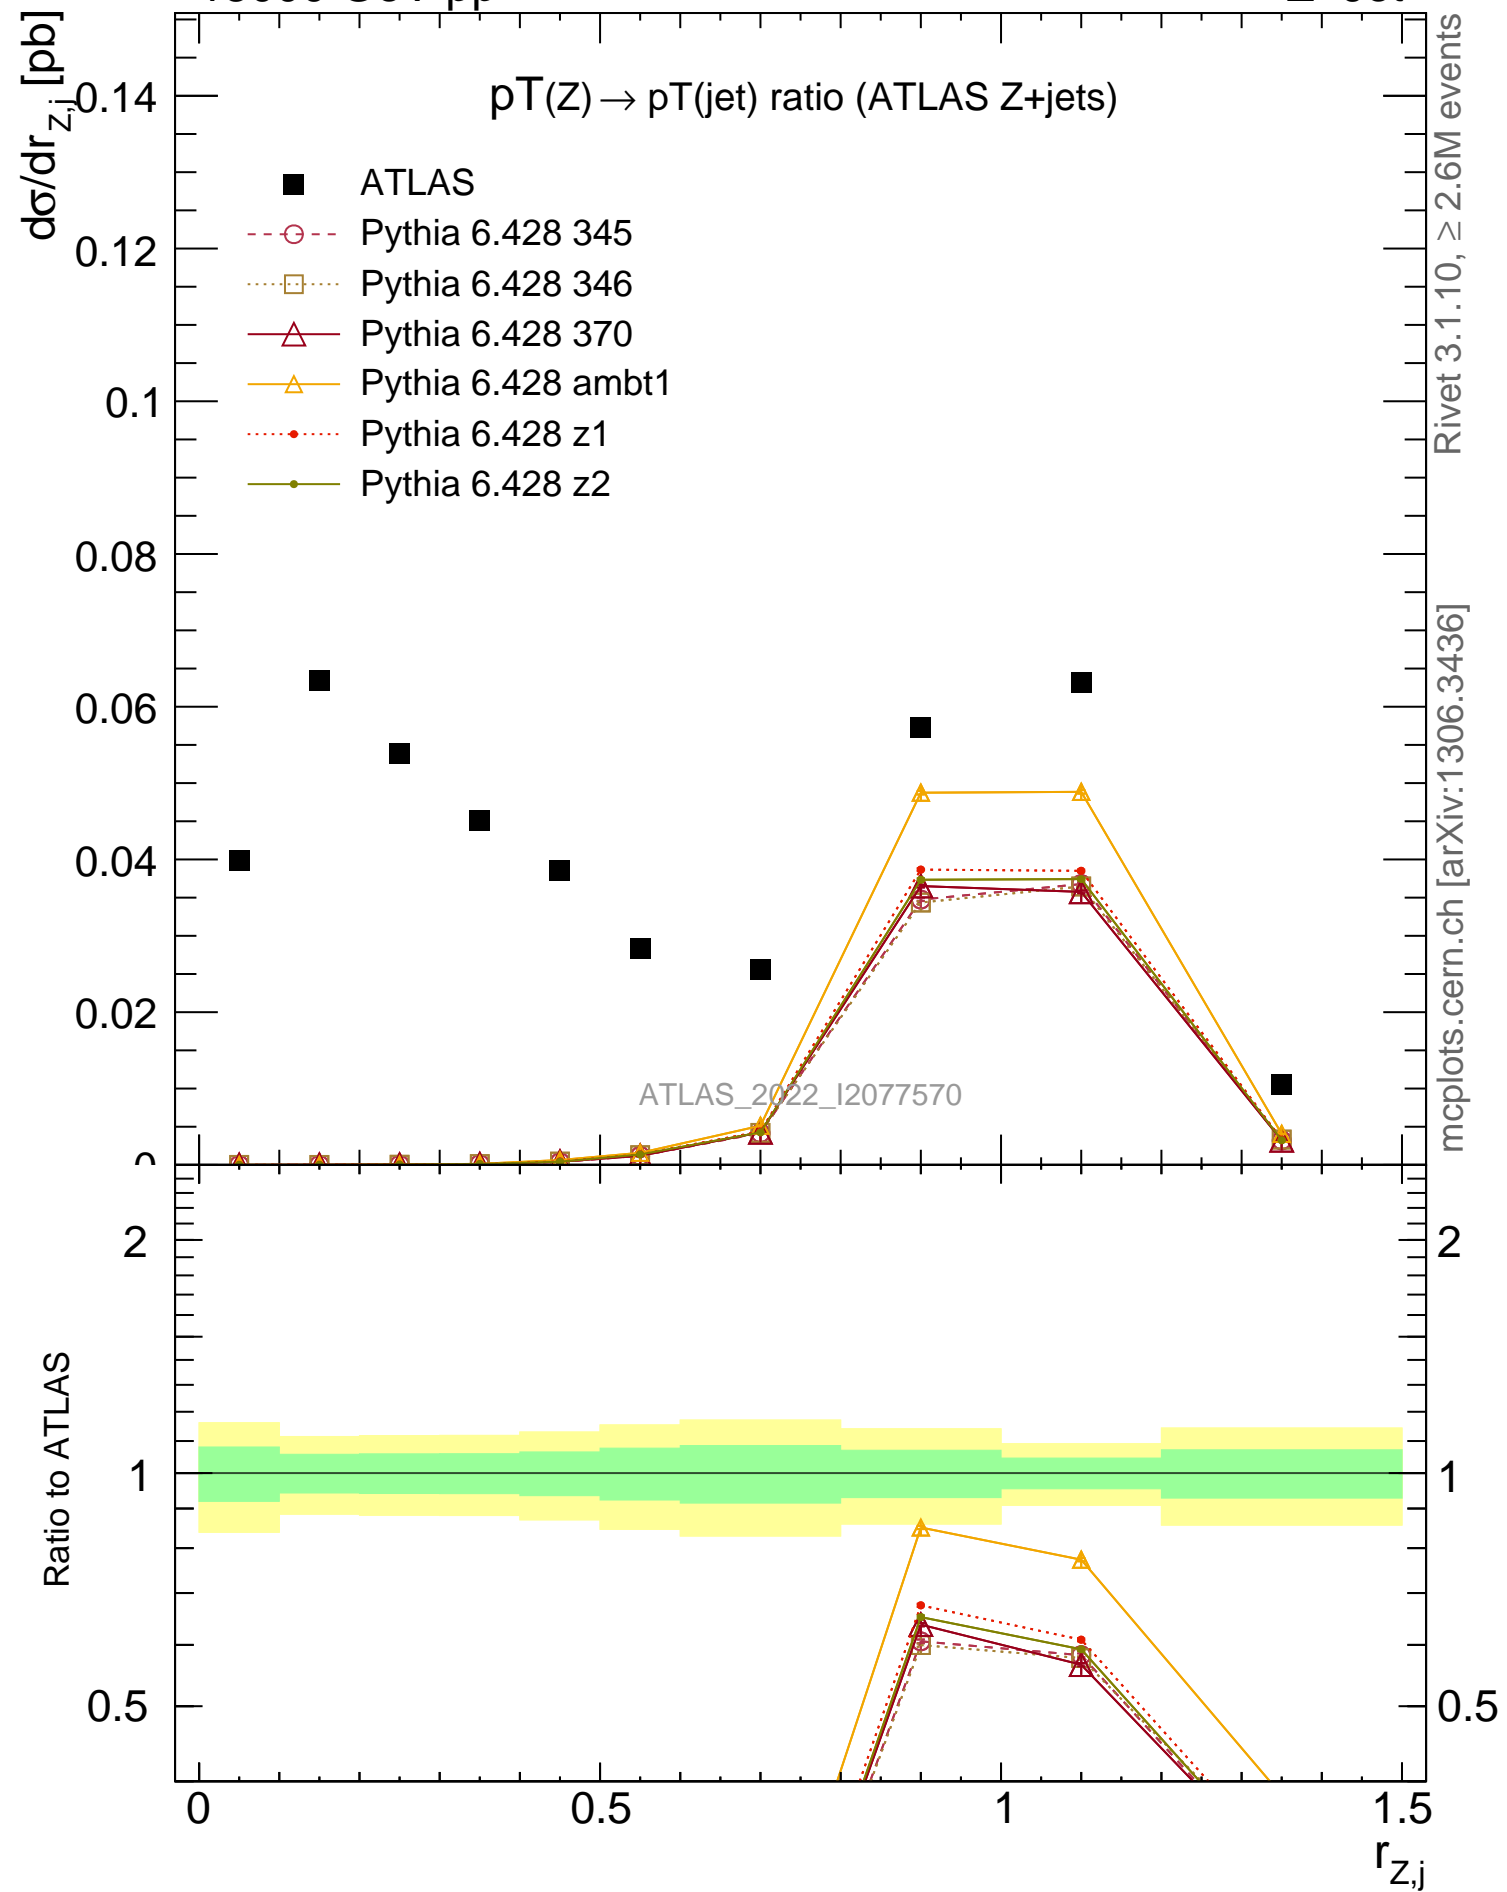 dσ/dr_Z,j [pb]
pT(Z) → pT(jet) ratio (ATLAS Z+jets)
ATLAS
Pythia 6.428 345
Pythia 6.428 346
Pythia 6.428 370
Pythia 6.428 ambt1
Pythia 6.428 z1
Pythia 6.428 z2
0.14
0.12
0.1
0.08
0.06
0.04
0.02
0
ATLAS_2022_I2077570
Rivet 3.1.10, ≥ 2.6M events
mcplots.cern.ch [arXiv:1306.3436]
Ratio to ATLAS
2
1
0.5
2
1
0.5
0
0.5
1
1.5
r_Z,j